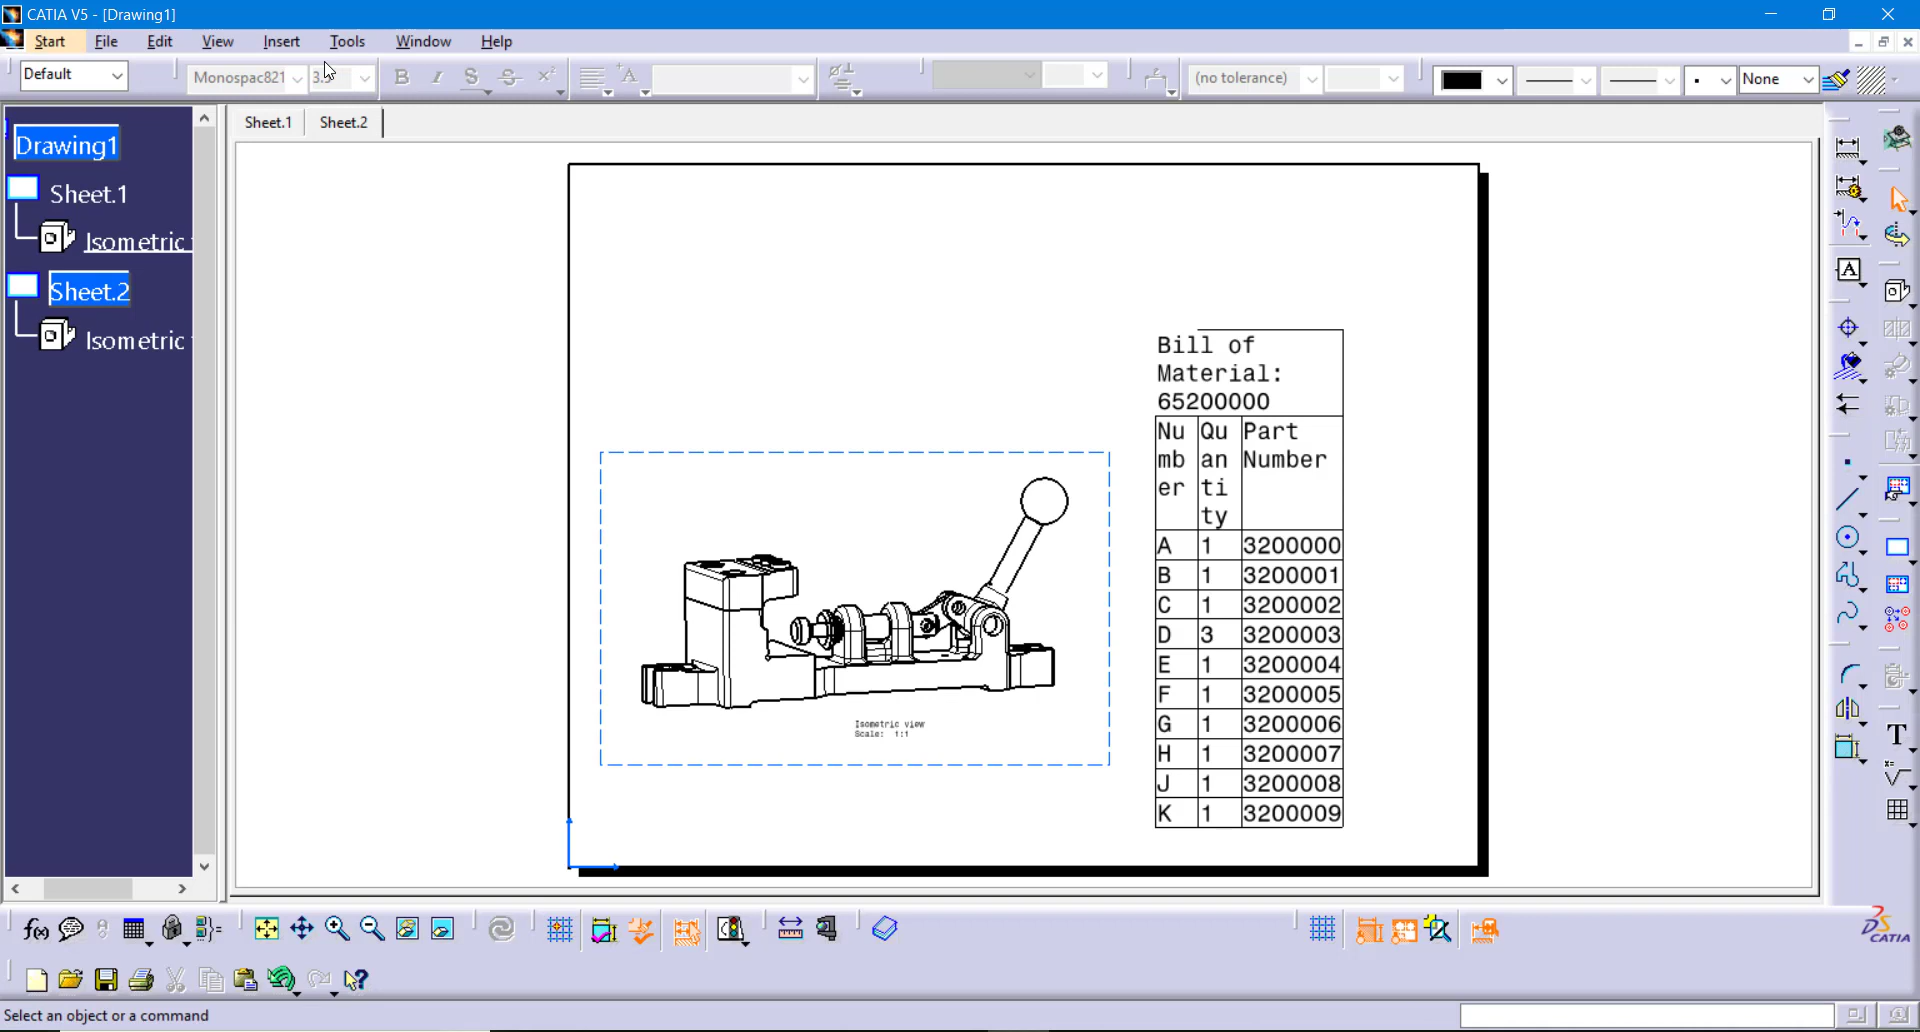 CATIA V5 - [Drawing1]
Start File Edit View Insert Tools Window Help
Default Monospac821 3.5 B I S S (no tolerance) None
Sheet.1 Sheet.2
Drawing1
Sheet.1
Isometric
Sheet.2
Isometric
Bill of
Material:
65200000
Nu Qu Part
mb an Number
er ti
ty
A 1 3200000
B 1 3200001
C 1 3200002
D 3 3200003
E 1 3200004
F 1 3200005
G 1 3200006
H 1 3200007
J 1 3200008
K 1 3200009
Isometric view
Scale: 1:1
CATIA
Select an object or a command